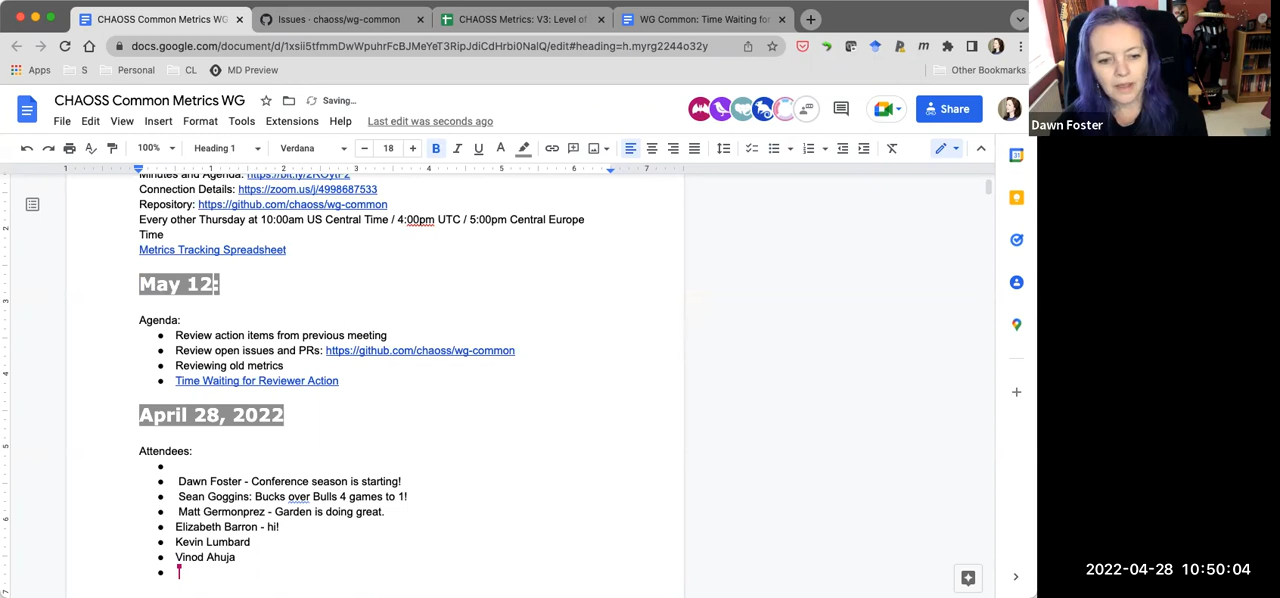 CHAOSS Common Metrics WG
Issues · chaoss/wg-common
CHAOSS Metrics: V3: Level of
WG Common: Time Waiting for
docs.google.com/document/d/1xsii5tfmmDwWpuhrFcBJMeYeT3RipJdiCdHrbi0NalQ/edit#heading=h.myrg2244o32y
Apps
S
Personal
CL
MD Preview
Other Bookmarks
CHAOSS Common Metrics WG
Saving...
File Edit View Insert Format Tools Extensions Help
Last edit was seconds ago
Share
Dawn Foster
100%
Heading 1
Verdana
18
Minutes and Agenda: https://bit.ly/2ROytF2
Connection Details: https://zoom.us/j/4998687533
Repository: https://github.com/chaoss/wg-common
Every other Thursday at 10:00am US Central Time / 4:00pm UTC / 5:00pm Central Europe
Time
Metrics Tracking Spreadsheet
May 12:
Agenda:
Review action items from previous meeting
Review open issues and PRs: https://github.com/chaoss/wg-common
Reviewing old metrics
Time Waiting for Reviewer Action
April 28, 2022
Attendees:
Dawn Foster - Conference season is starting!
Sean Goggins: Bucks over Bulls 4 games to 1!
Matt Germonprez - Garden is doing great.
Elizabeth Barron - hi!
Kevin Lumbard
Vinod Ahuja
2022-04-28 10:50:04